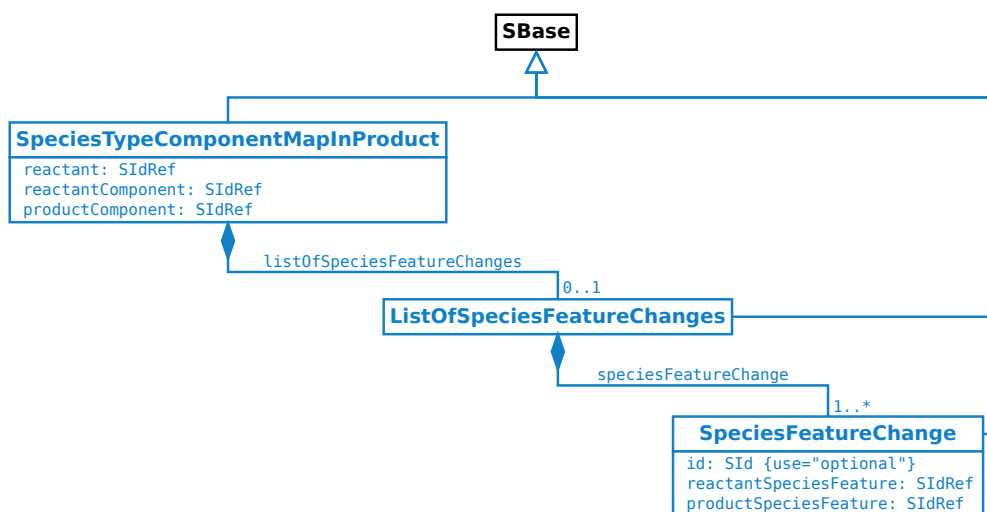 SBase
SpeciesTypeComponentMapInProduct
reactant: SIdRef
reactantComponent: SIdRef
productComponent: SIdRef
listOfSpeciesFeatureChanges
0..1
ListOfSpeciesFeatureChanges
speciesFeatureChange
1..*
SpeciesFeatureChange
id: SId {use="optional"}
reactantSpeciesFeature: SIdRef
productSpeciesFeature: SIdRef